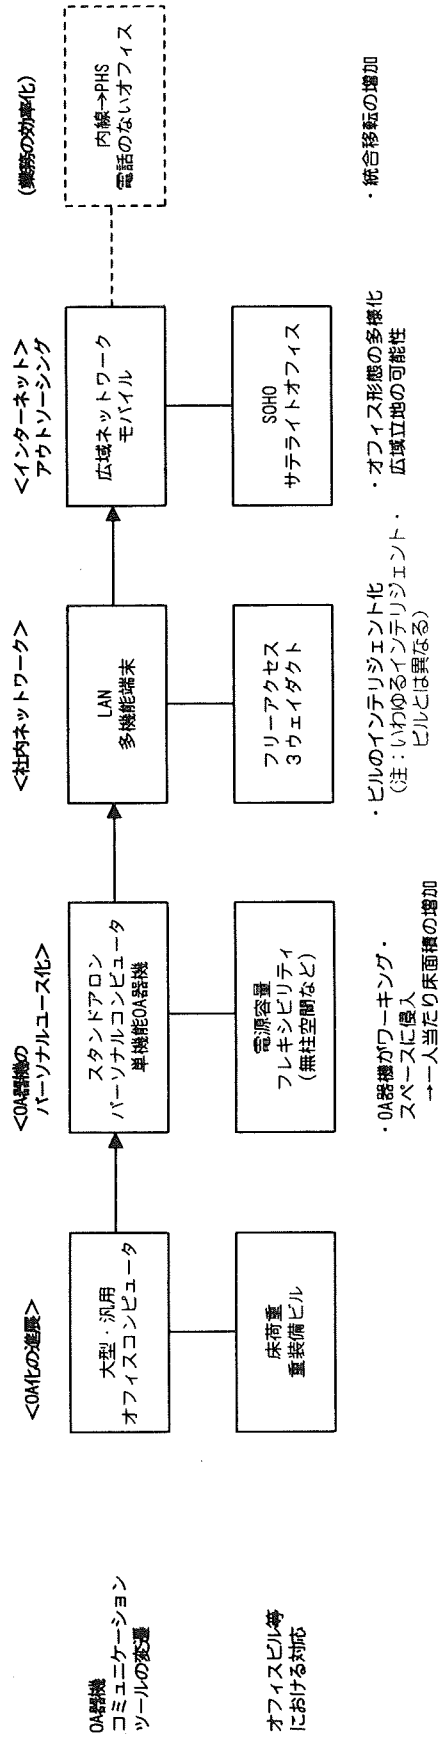 <OA化の進展>
<OA器機の
パーソナルユース化>
<社内ネットワーク>
<インターネット>
アウトソーシング
(業務の効率化)
OA器機
コミュニケーション
ツールの変遷
大型・汎用
オフィスコンピュータ
スタンドアロン
パーソナルコンピュータ
単機能OA器機
LAN
多機能端末
広域ネットワーク
モバイル
内線→PHS
電話のないオフィス
オフィスビル等
における対応
床荷重
重装備ビル
電源容量
フレキシビリティ
(無柱空間など)
フリーアクセス
3ウェイダクト
SOHO
サテライトオフィス
・OA器機がワーキング・
スペースに侵入
→一人当たり床面積の増加
・ビルのインテリジェント化
(注：いわゆるインテリジェント・
ビルとは異なる)
・オフィス形態の多様化
広域立地の可能性
・統合移転の増加